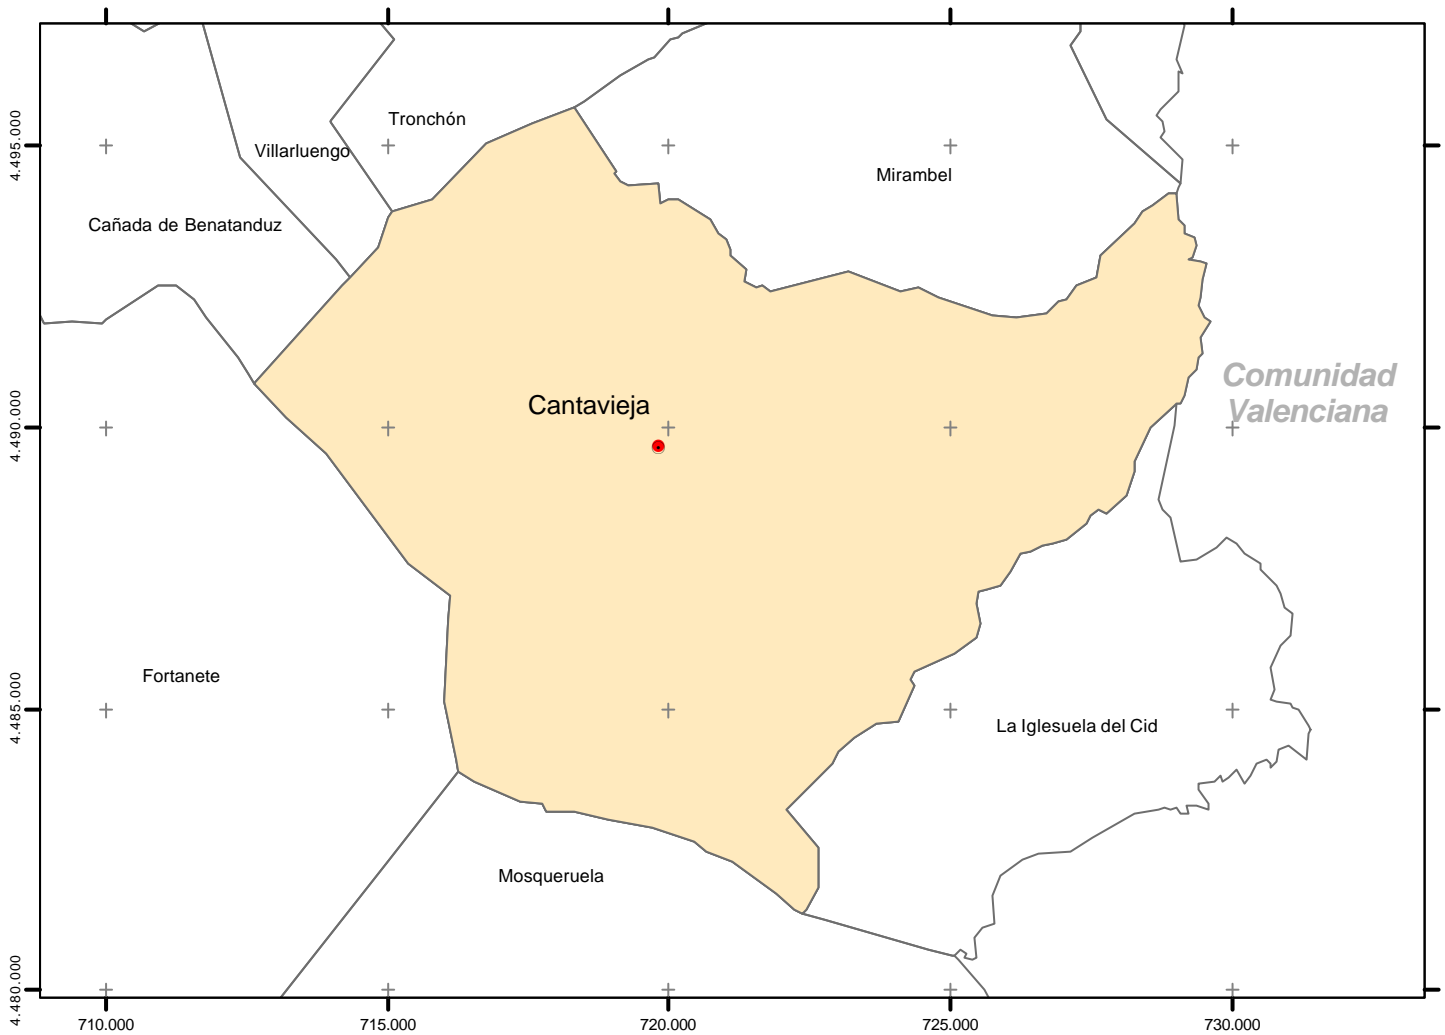 Tronchón
4.495.000
Villarluengo
Mirambel
Cañada de Benatanduz
Comunidad
Valenciana
Cantavieja
4.490.000
Fortanete
4.485.000
La Iglesuela del Cid
Mosqueruela
4.480.000
710.000
715.000
720.000
725.000
730.000